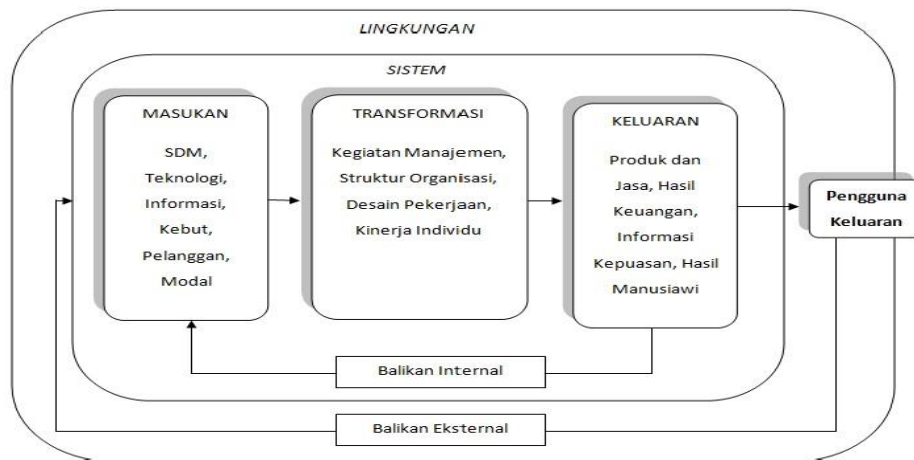 LINGKUNGAN
SISTEM
MASUKAN
SDM,
Teknologi,
Informasi,
Kebut,
Pelanggan,
Modal
TRANSFORMASI
Kegiatan Manajemen,
Struktur Organisasi,
Desain Pekerjaan,
Kinerja Individu
KELUARAN
Produk dan
Jasa, Hasil
Keuangan,
Informasi
Kepuasan, Hasil
Manusiawi
Pengguna
Keluaran
Balikan Internal
Balikan Eksternal